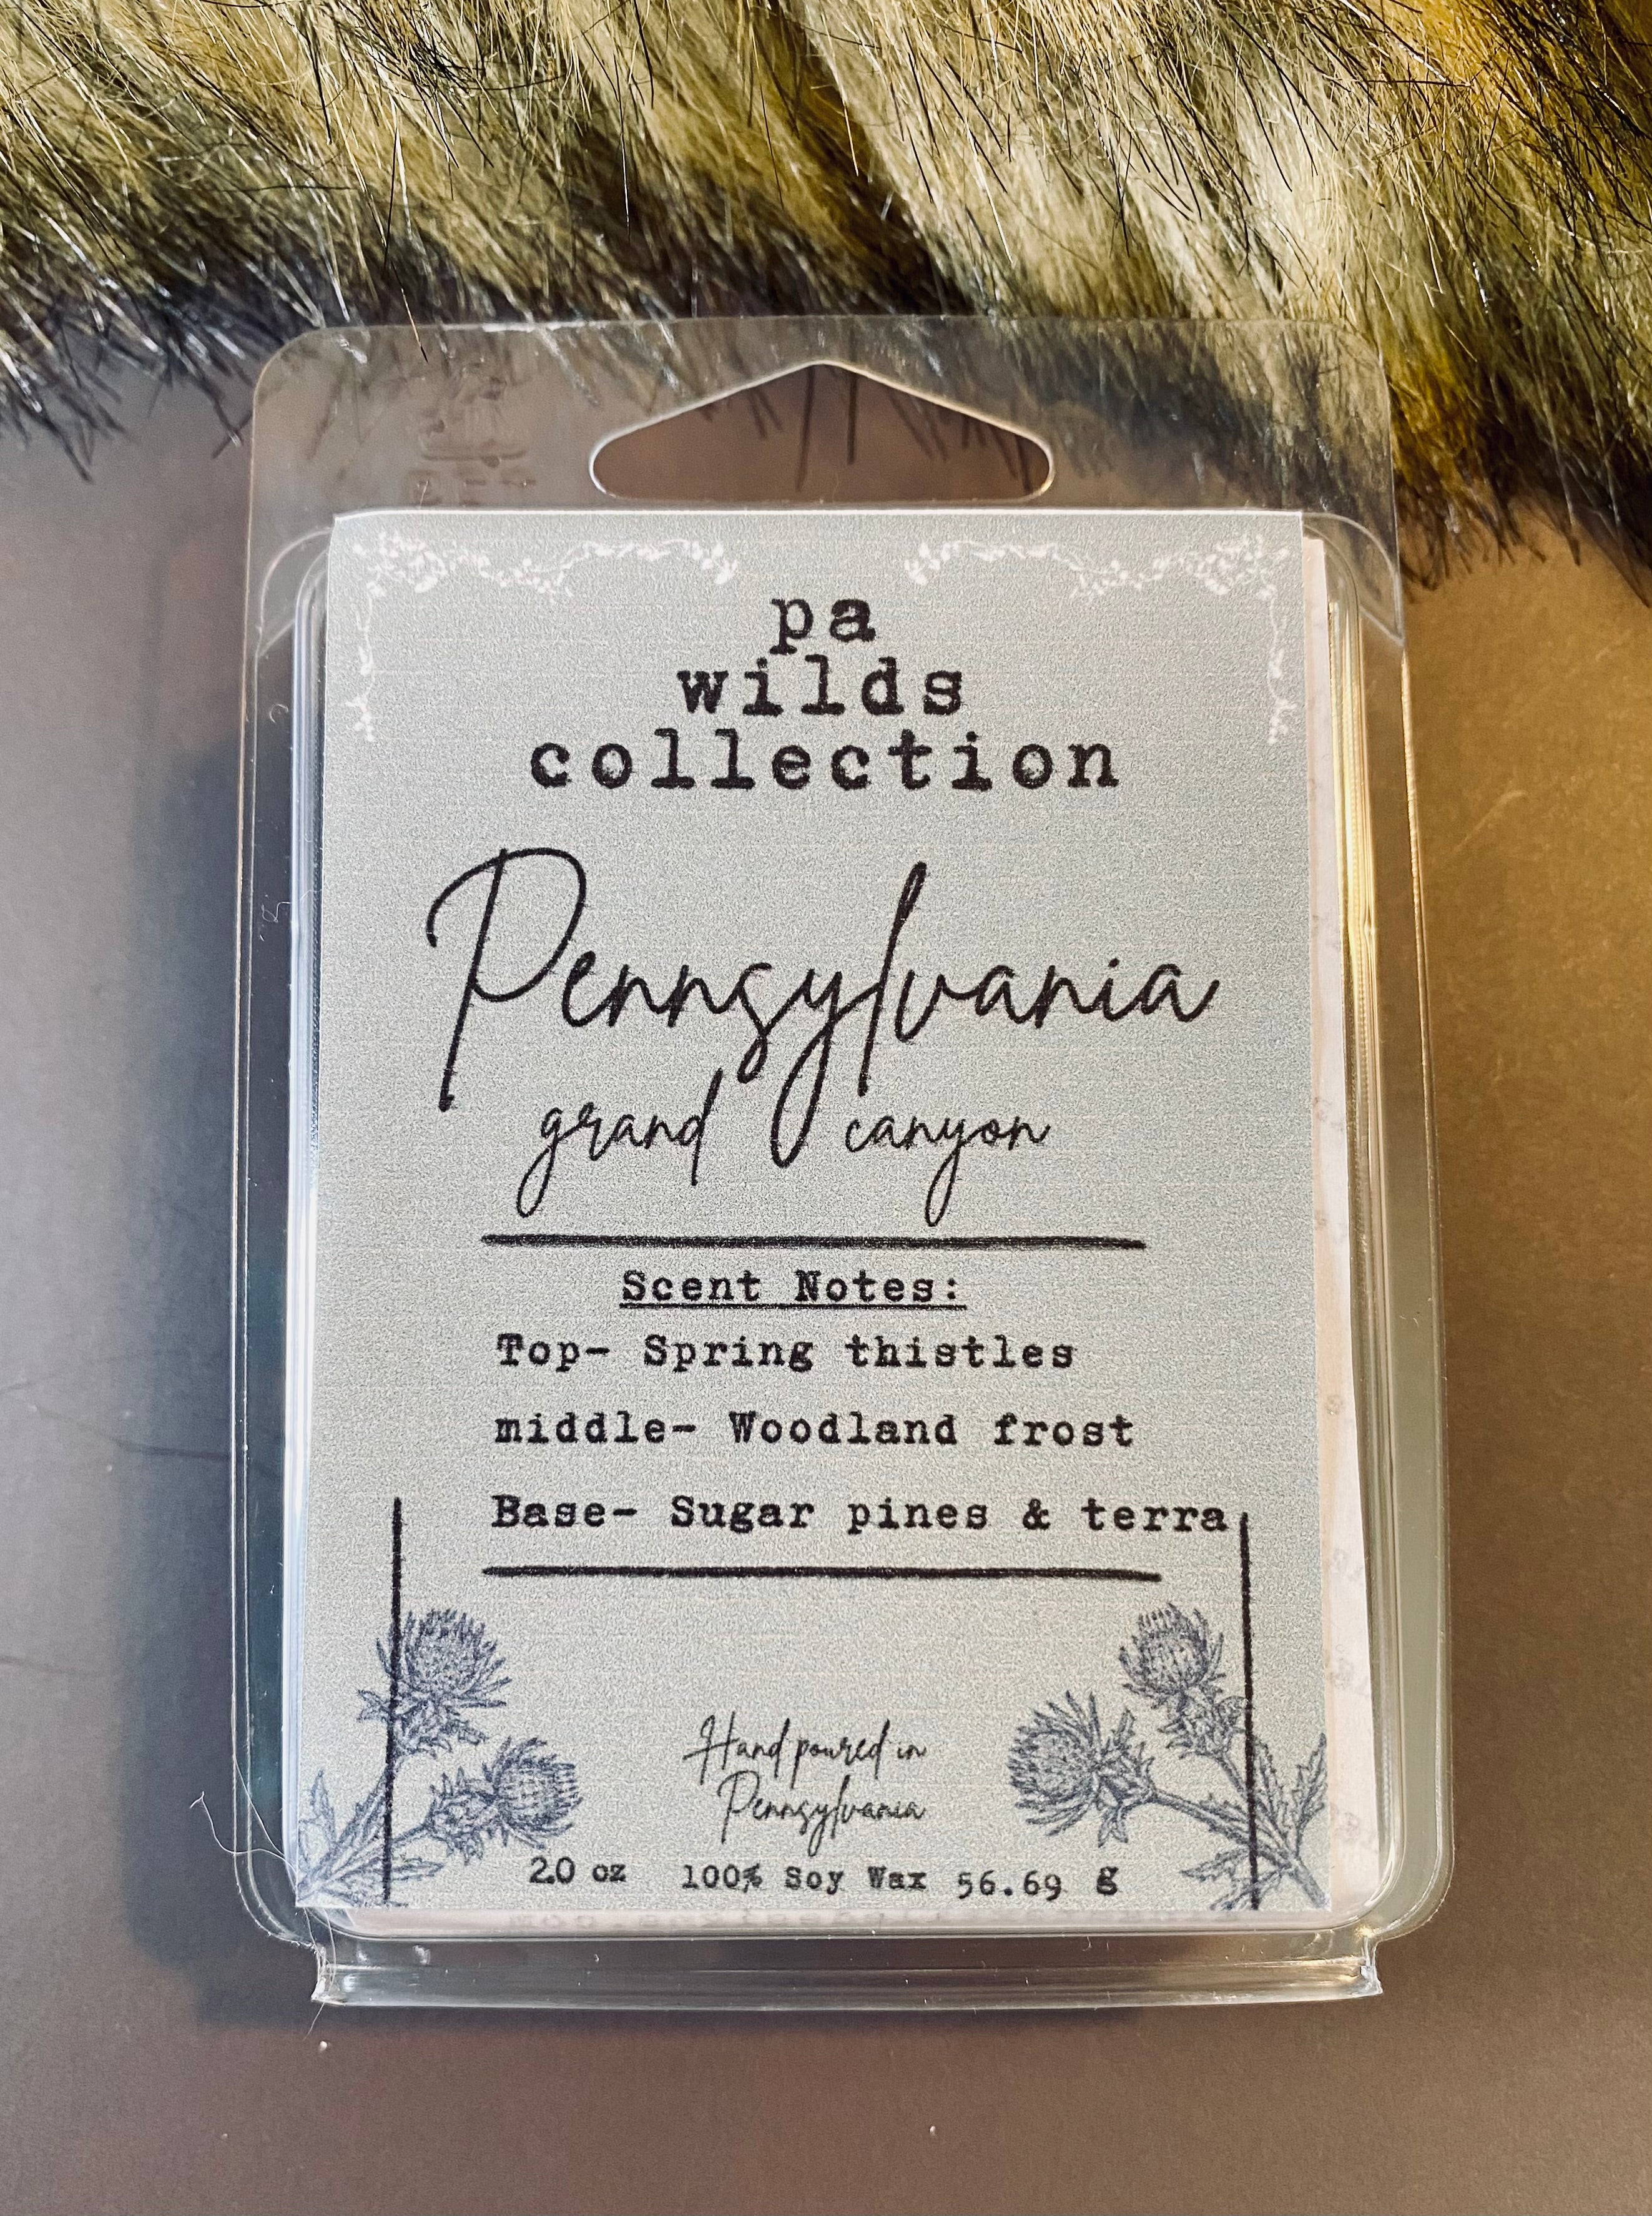 pa
wilds
collection
Pennsylvania
grand canyon
Scent Notes:
Top- Spring thistles
middle- Woodland frost
Base- Sugar pines & terra
Hand poured in
Pennsylvania
2.0 oz 100% Soy Wax 56.69 g